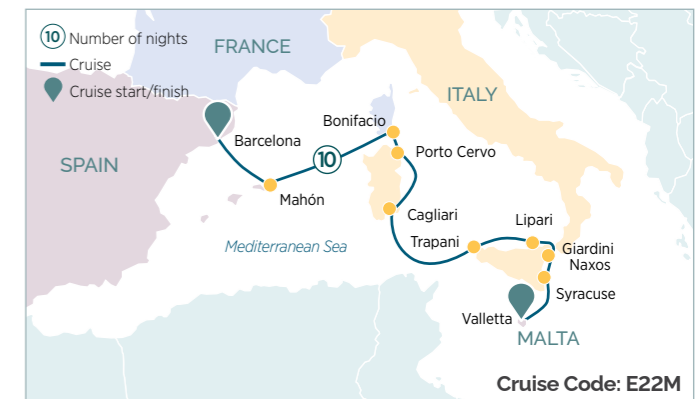 10 Number of nights
Cruise
Cruise start/finish
FRANCE
ITALY
SPAIN
Barcelona
Bonifacio
10
Porto Cervo
Mahón
Cagliari
Lipari
Mediterranean Sea
Trapani
Giardini
Naxos
Syracuse
Valletta
MALTA
Cruise Code: E22M